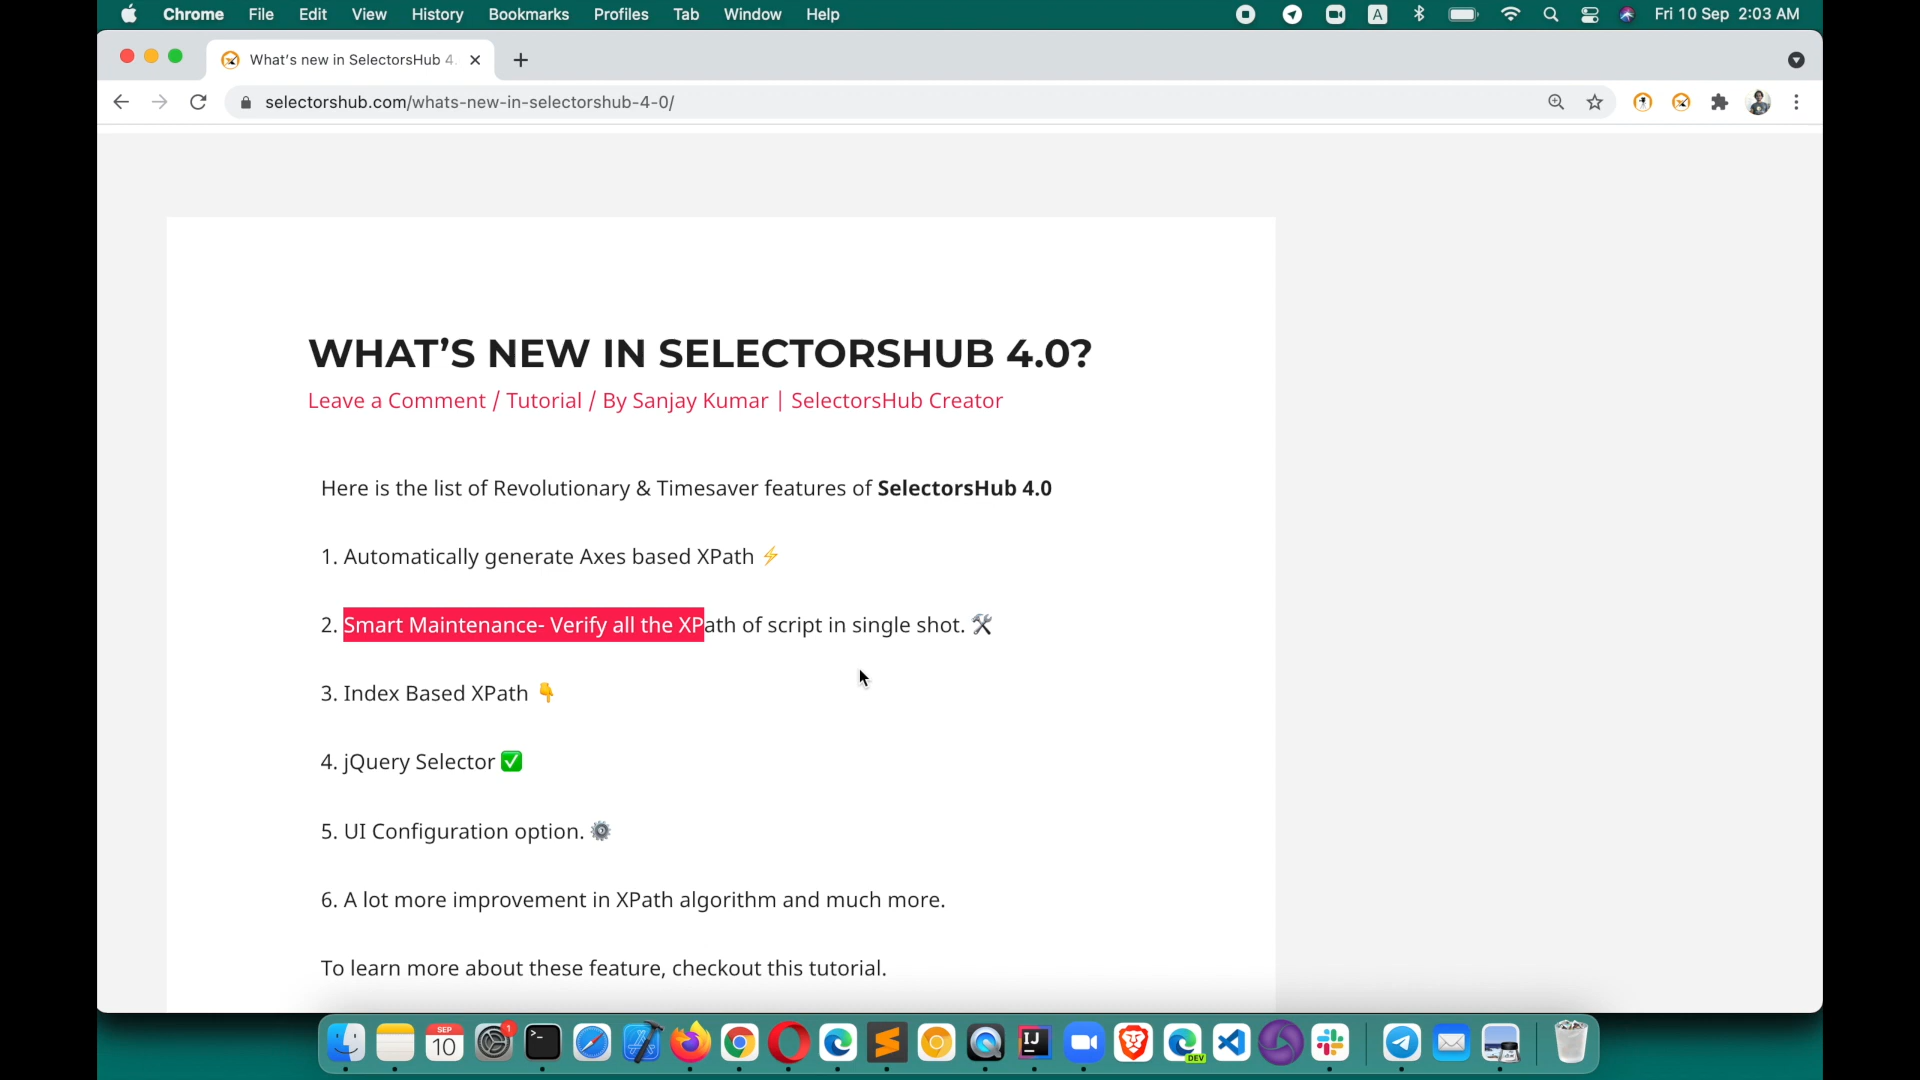 Chrome File Edit View History Bookmarks Profiles Tab Window Help A Fri 10 Sep 2:03 AM
What's new in SelectorsHub 4.
selectorshub.com/whats-new-in-selectorshub-4-0/
WHAT'S NEW IN SELECTORSHUB 4.0?
Leave a Comment / Tutorial / By Sanjay Kumar | SelectorsHub Creator
Here is the list of Revolutionary & Timesaver features of SelectorsHub 4.0
1. Automatically generate Axes based XPath ⚡
2. Smart Maintenance- Verify all the XPath of script in single shot. 🛠
3. Index Based XPath 👇
4. jQuery Selector ✅
5. UI Configuration option. ⚙
6. A lot more improvement in XPath algorithm and much more.
To learn more about these feature, checkout this tutorial.
SEP
10
1
>_
IJ
DEV